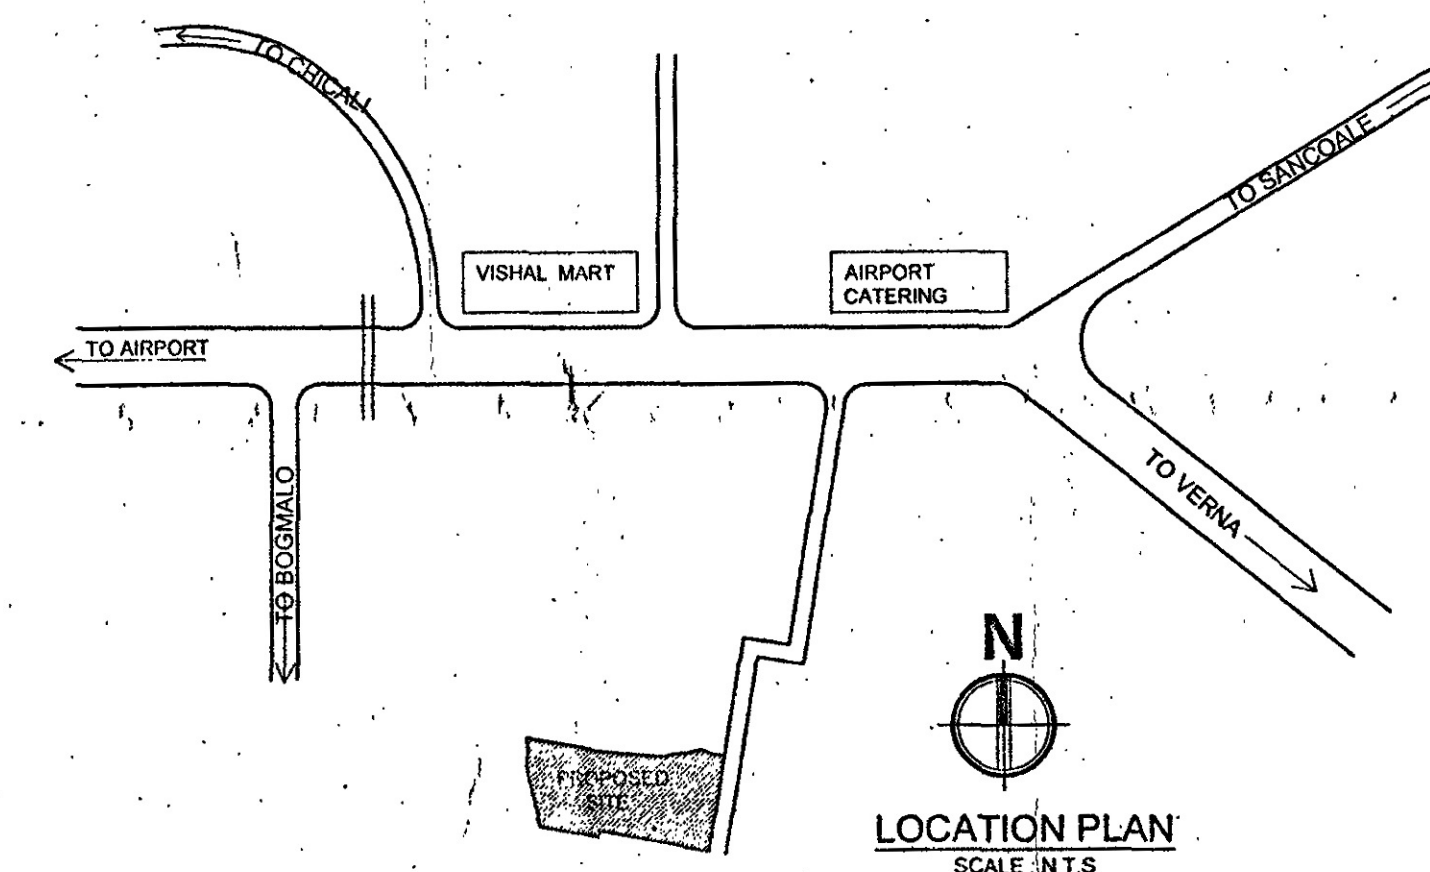 TO CHICALI
TO SANCOALE
VISHAL MART
AIRPORT
CATERING
TO AIRPORT
TO BOGMALO
TO VERNA
N
PROPOSED
SITE
LOCATION PLAN
SCALE :N.T.S